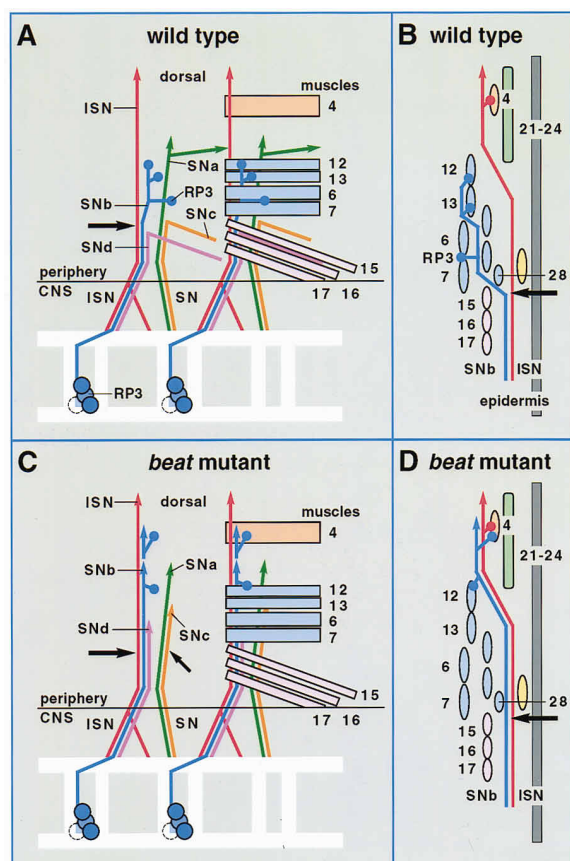 A wild type
dorsal
muscles
ISN
4
SNa
12
13
6
7
SNb
RP3
SNc
SNd
periphery
CNS
ISN
SN
15
17 16
RP3
B wild type
4
21-24
12
13
6
RP3
7
28
15
16
17
SNb ISN
epidermis
C beat mutant
ISN
dorsal
muscles
4
SNb
SNa
12
13
6
7
SNd
SNc
periphery
CNS
ISN
SN
15
17 16
D beat mutant
4
21-24
12
13
6
7
28
15
16
17
SNb ISN
epidermis